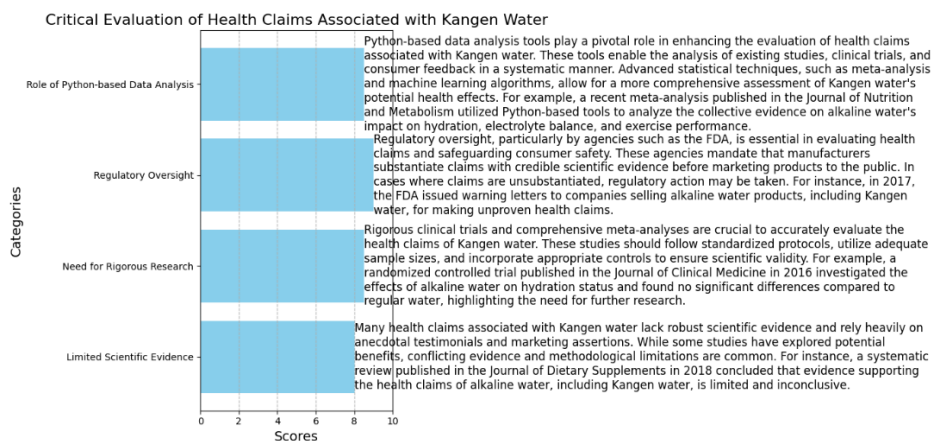 Critical Evaluation of Health Claims Associated with Kangen Water
Role of Python-based Data Analysis
Python-based data analysis tools play a pivotal role in enhancing the evaluation of health claims
associated with Kangen water. These tools enable the analysis of existing studies, clinical trials, and
consumer feedback in a systematic manner. Advanced statistical techniques, such as meta-analysis
and machine learning algorithms, allow for a more comprehensive assessment of Kangen water's
potential health effects. For example, a recent meta-analysis published in the Journal of Nutrition
and Metabolism utilized Python-based tools to analyze the collective evidence on alkaline water's
impact on hydration, electrolyte balance, and exercise performance.
Regulatory Oversight
Regulatory oversight, particularly by agencies such as the FDA, is essential in evaluating health
claims and safeguarding consumer safety. These agencies mandate that manufacturers
substantiate claims with credible scientific evidence before marketing products to the public. In
cases where claims are unsubstantiated, regulatory action may be taken. For instance, in 2017,
the FDA issued warning letters to companies selling alkaline water products, including Kangen
water, for making unproven health claims.
Need for Rigorous Research
Rigorous clinical trials and comprehensive meta-analyses are crucial to accurately evaluate the
health claims of Kangen water. These studies should follow standardized protocols, utilize adequate
sample sizes, and incorporate appropriate controls to ensure scientific validity. For example, a
randomized controlled trial published in the Journal of Clinical Medicine in 2016 investigated the
effects of alkaline water on hydration status and found no significant differences compared to
regular water, highlighting the need for further research.
Limited Scientific Evidence
Many health claims associated with Kangen water lack robust scientific evidence and rely heavily on
anecdotal testimonials and marketing assertions. While some studies have explored potential
benefits, conflicting evidence and methodological limitations are common. For instance, a systematic
review published in the Journal of Dietary Supplements in 2018 concluded that evidence supporting
the health claims of alkaline water, including Kangen water, is limited and inconclusive.
Categories
0 2 4 6 8 10
Scores